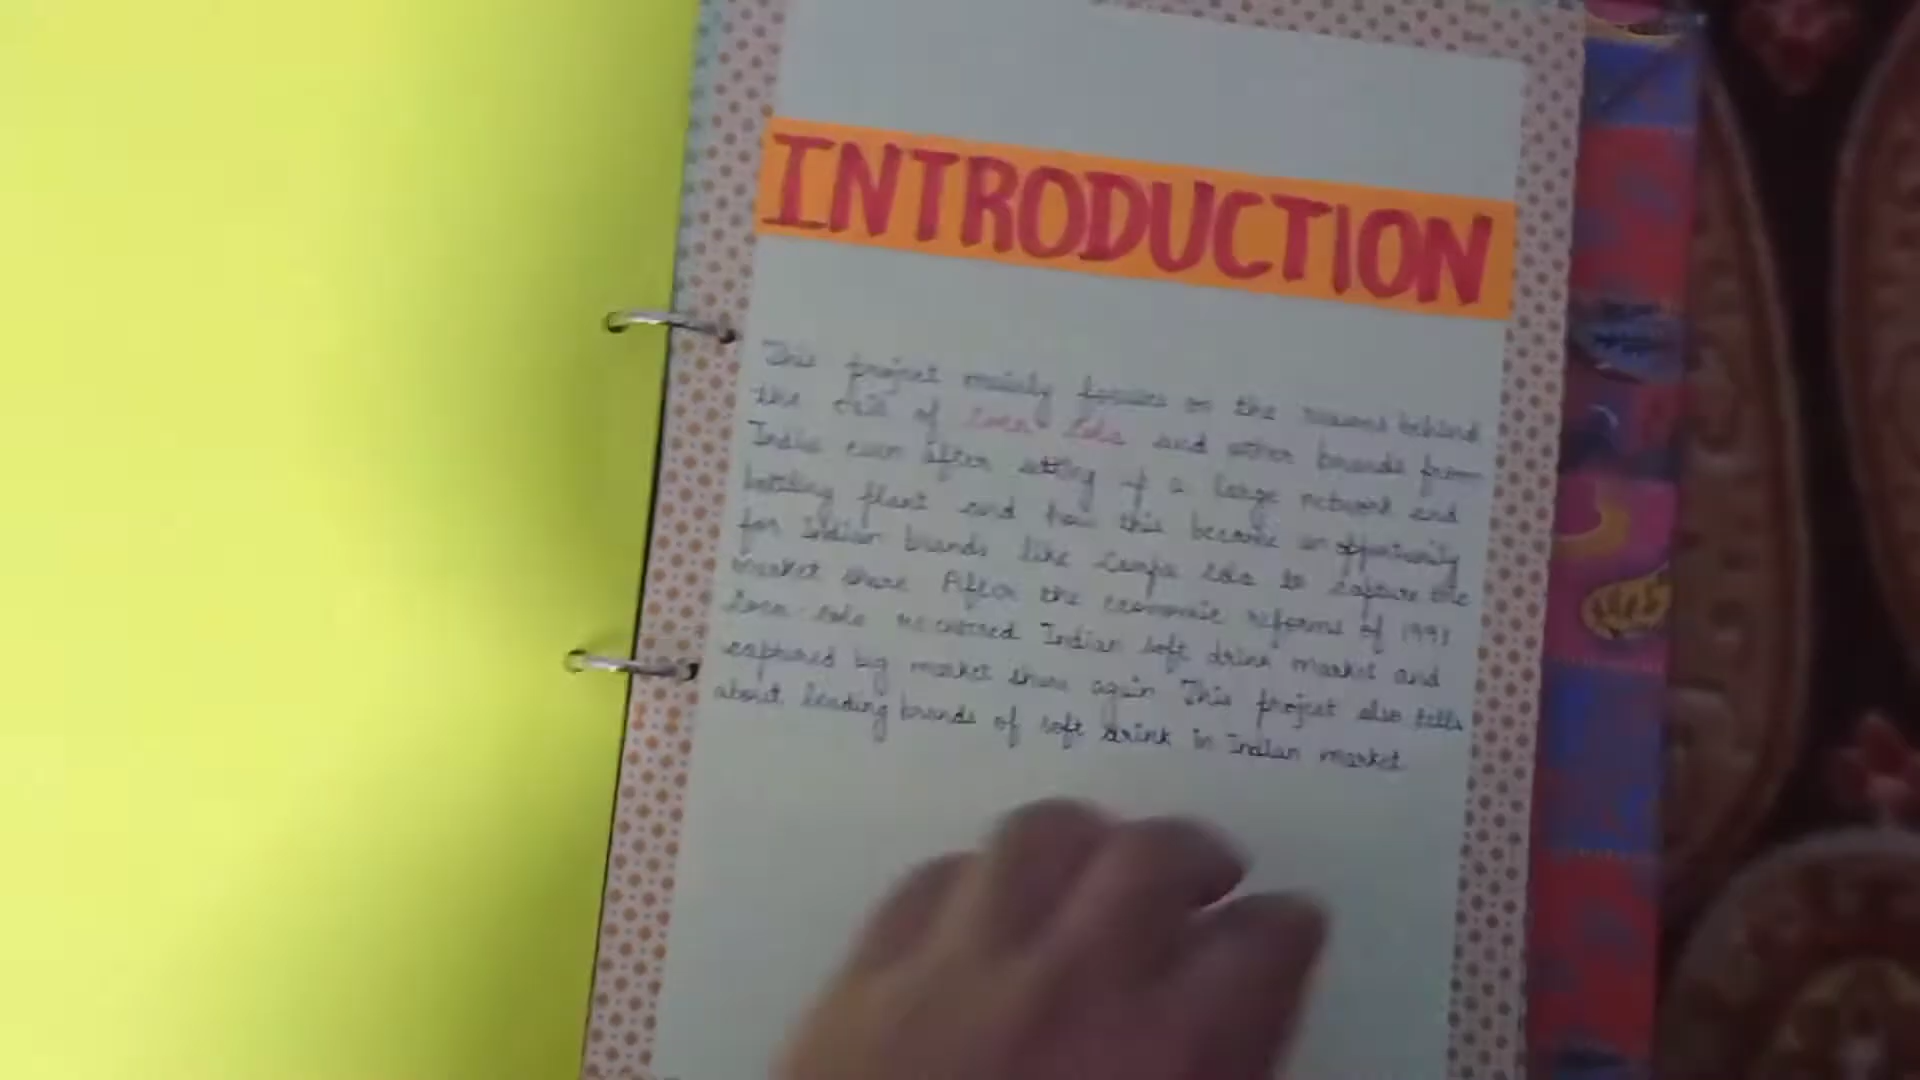 INTRODUCTION
This project mainly focuses on the reasons behind
the exit of Coca Cola and other brands from
India even after setting of a large network and
bottling plant and how this became an opportunity
for Indian brands like Campa Cola to capture the
market share. After the economic reforms of 1991
Coca Cola re-entered Indian soft drink market and
captured big market share again This project also tells
about leading brands of soft drink in Indian market